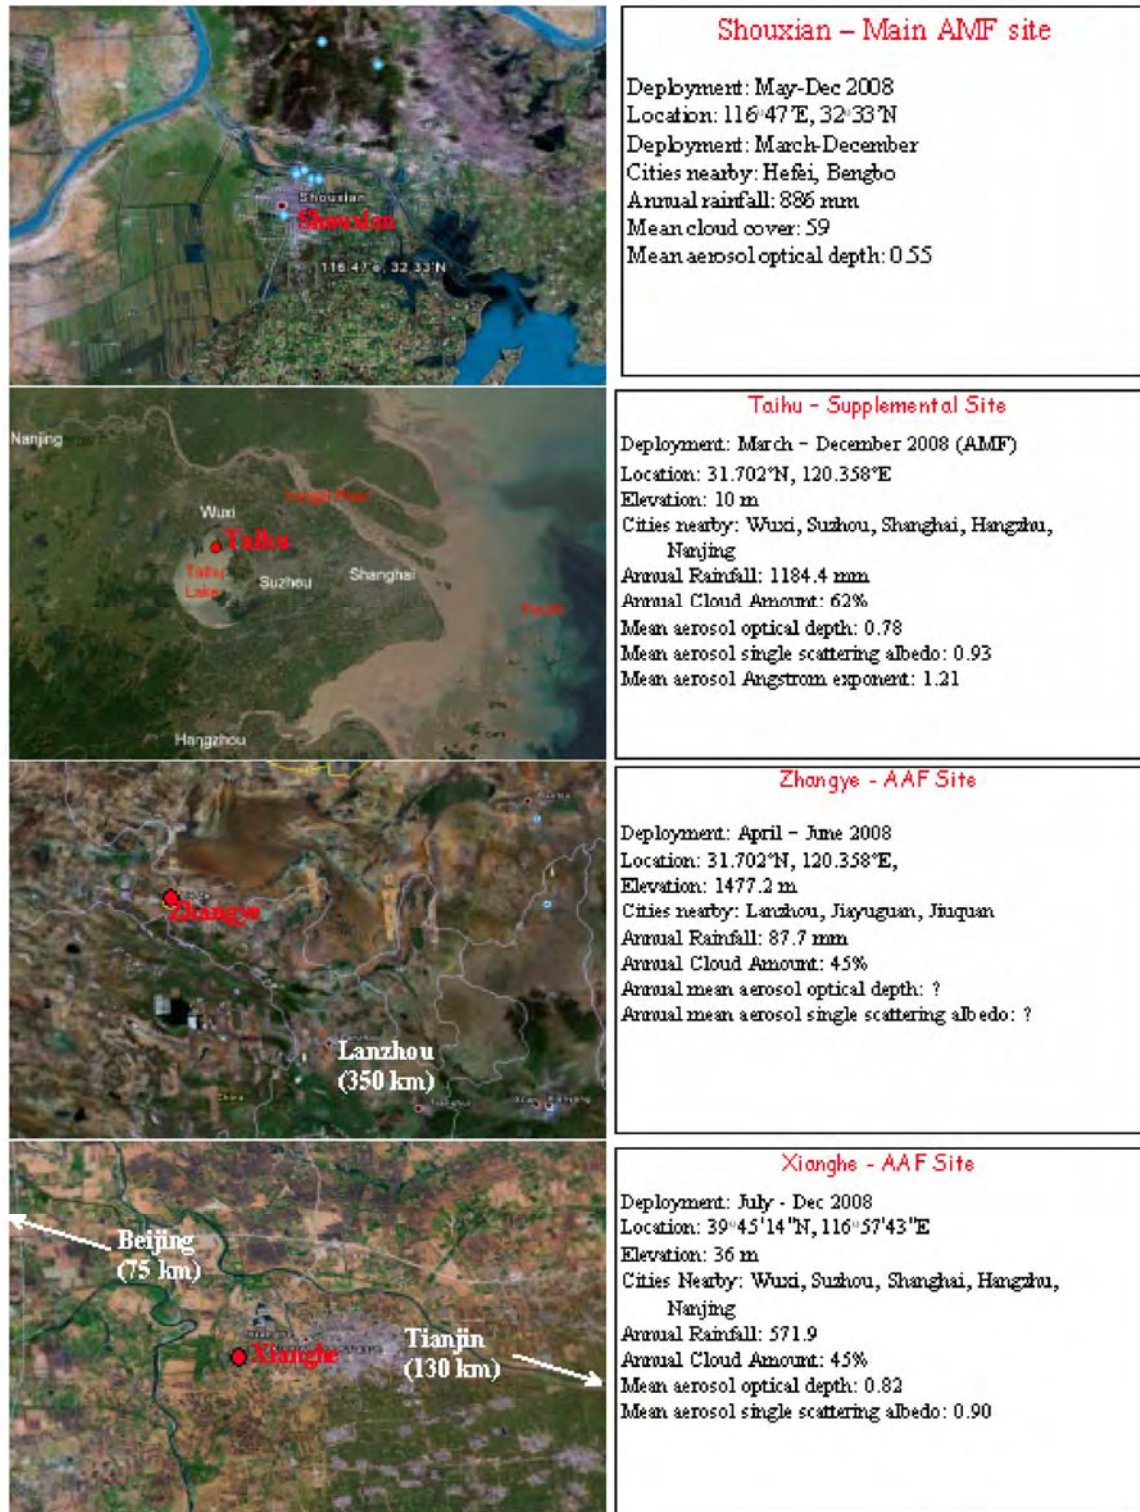 Shouxian
Shouxian
116 47'e, 32 33'N
Shouxian – Main AMF site
Deployment: May-Dec 2008
Location: 116°47'E, 32°33'N
Deployment: March-December
Cities nearby: Hefei, Bengbo
Annual rainfall: 886 mm
Mean cloud cover: 59
Mean aerosol optical depth: 0.55
Nanjing
Yangzi River
Wuxi
Taihu
Taihu
Lake
Suzhou
Shanghai
Pacific
Hangzhou
Taihu – Supplemental Site
Deployment: March – December 2008 (AMF)
Location: 31.702°N, 120.358°E
Elevation: 10 m
Cities nearby: Wuxi, Suzhou, Shanghai, Hangzhu,
Nanjing
Annual Rainfall: 1184.4 mm
Annual Cloud Amount: 62%
Mean aerosol optical depth: 0.78
Mean aerosol single scattering albedo: 0.93
Mean aerosol Angstrom exponent: 1.21
Zhangye
Lanzhou
(350 km)
China
Zhangye - AAF Site
Deployment: April – June 2008
Location: 31.702°N, 120.358°E,
Elevation: 1477.2 m
Cities nearby: Lanzhou, Jiayuguan, Jiuquan
Annual Rainfall: 87.7 mm
Annual Cloud Amount: 45%
Annual mean aerosol optical depth: ?
Annual mean aerosol single scattering albedo: ?
Beijing
(75 km)
Tianjin
(130 km)
Xianghe
Xianghe - AAF Site
Deployment: July - Dec 2008
Location: 39°45'14"N, 116°57'43"E
Elevation: 36 m
Cities Nearby: Wuxi, Suzhou, Shanghai, Hangzhu,
Nanjing
Annual Rainfall: 571.9
Annual Cloud Amount: 45%
Mean aerosol optical depth: 0.82
Mean aerosol single scattering albedo: 0.90